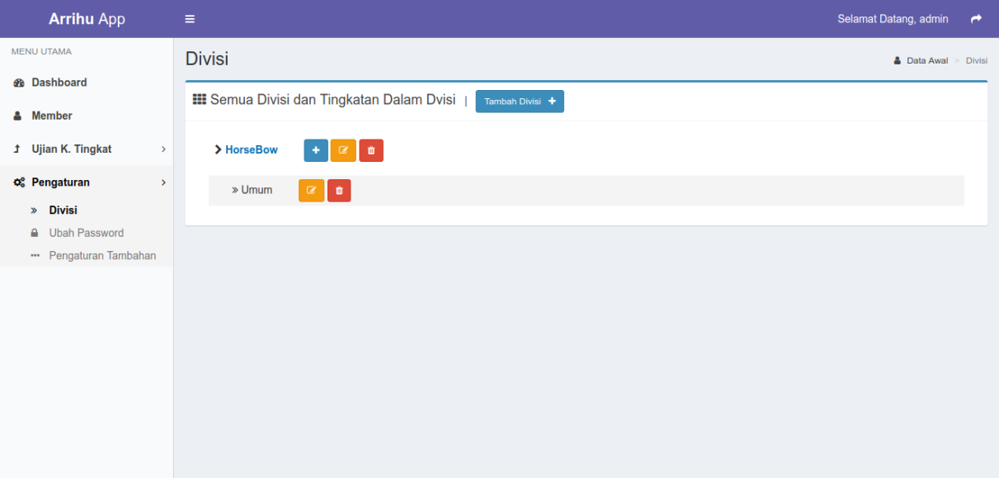 Arrihu App
Selamat Datang, admin
MENU UTAMA
Dashboard
Member
Ujian K. Tingkat
Pengaturan
Divisi
Ubah Password
Pengaturan Tambahan
Divisi
Data Awal > Divisi
Semua Divisi dan Tingkatan Dalam Dvisi | Tambah Divisi
HorseBow
Umum